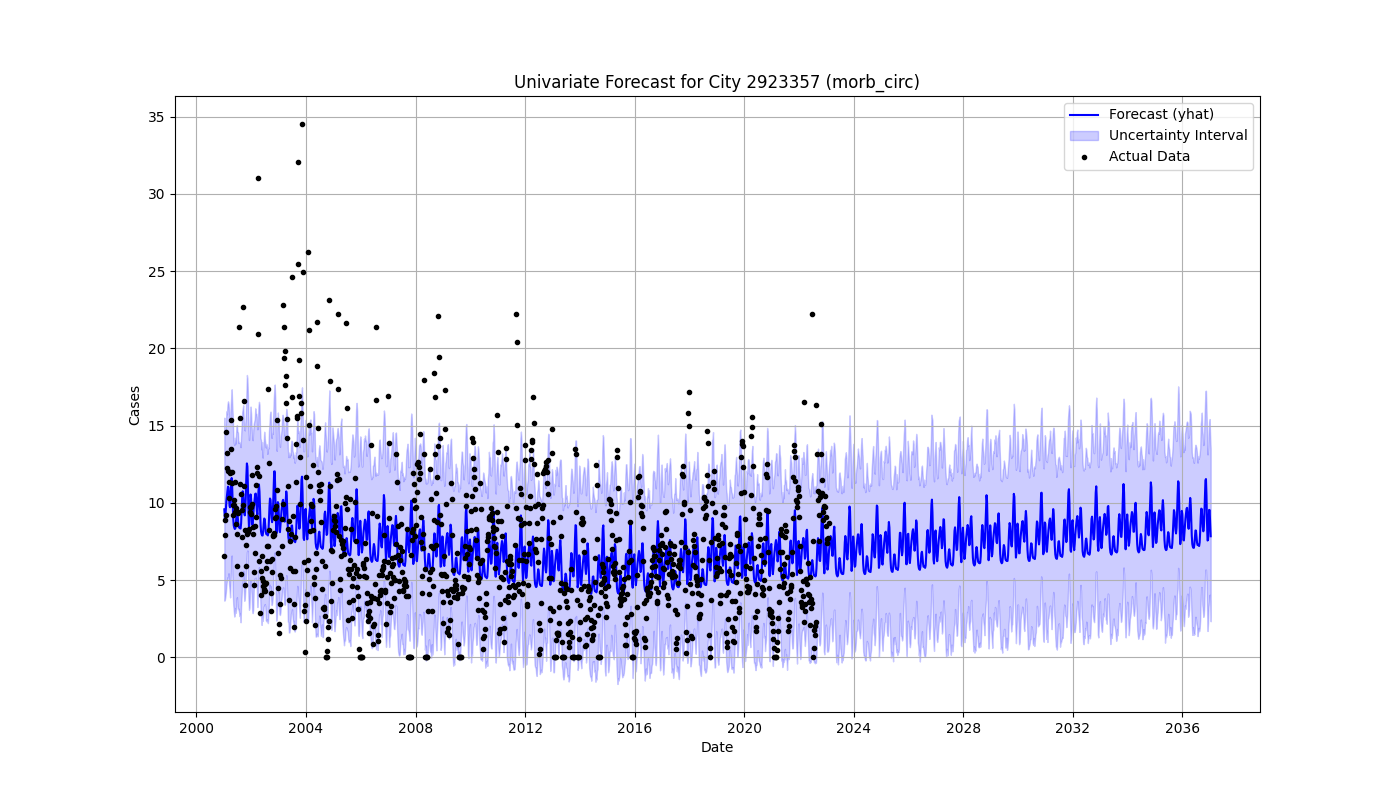 Univariate Forecast for City 2923357 (morb_circ)
Forecast (yhat)
Uncertainty Interval
Actual Data
Cases
35
30
25
20
15
10
5
0
2000 2004 2008 2012 2016 2020 2024 2028 2032 2036
Date